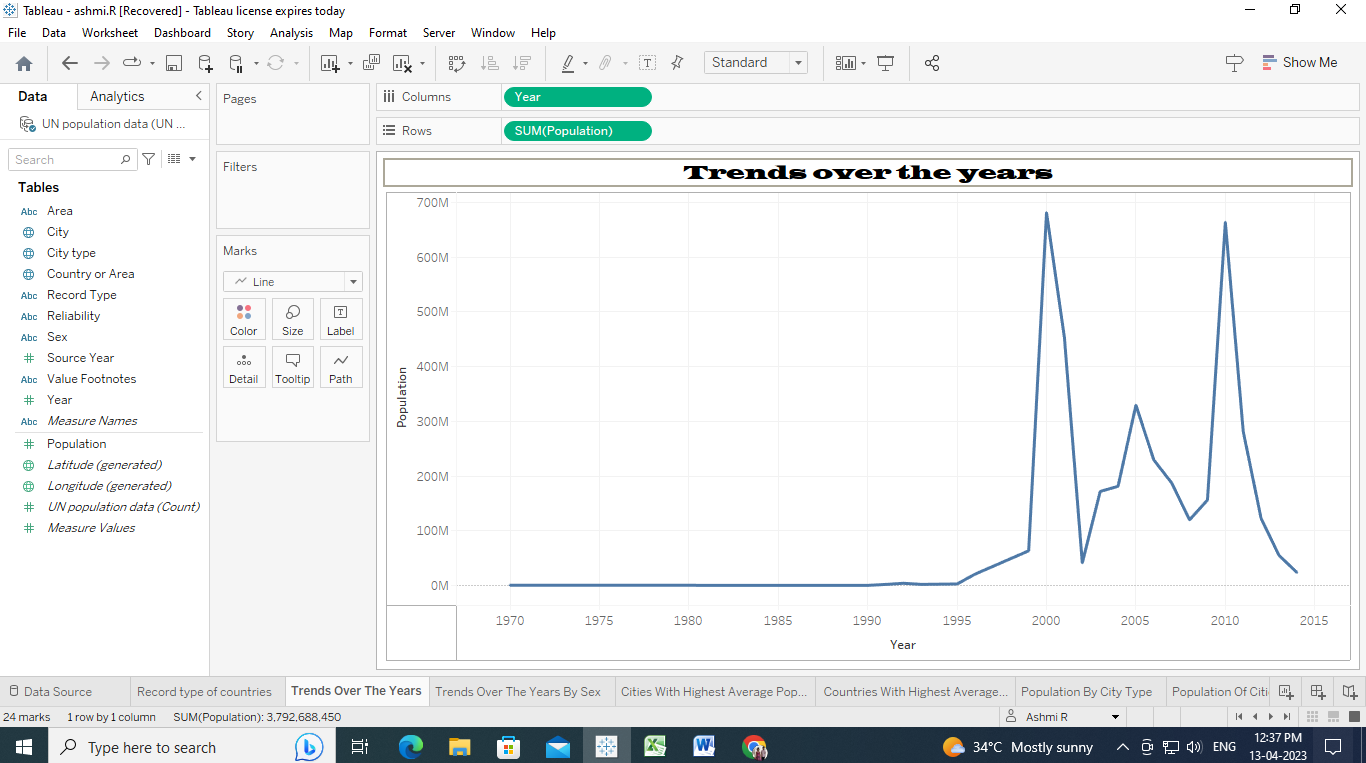 Tableau - ashmi.R [Recovered] - Tableau license expires today
File Data Worksheet Dashboard Story Analysis Map Format Server Window Help
Standard
Show Me
Data Analytics
UN population data (UN ...
Search
Tables
Abc Area
City
City type
Country or Area
Abc Record Type
Abc Reliability
Abc Sex
Source Year
Abc Value Footnotes
Year
Abc Measure Names
Population
Latitude (generated)
Longitude (generated)
UN population data (Count)
Measure Values
Pages
Filters
Marks
Line
Color Size Label
Detail Tooltip Path
Columns Year
Rows SUM(Population)
Trends over the years
700M
600M
500M
400M
300M
200M
100M
0M
Population
1970 1975 1980 1985 1990 1995 2000 2005 2010 2015
Year
Data Source Record type of countries Trends Over The Years Trends Over The Years By Sex Cities With Highest Average Pop... Countries With Highest Average... Population By City Type Population Of Citi
24 marks 1 row by 1 column SUM(Population): 3,792,688,450 Ashmi R
Type here to search
34°C Mostly sunny
ENG
12:37 PM
13-04-2023